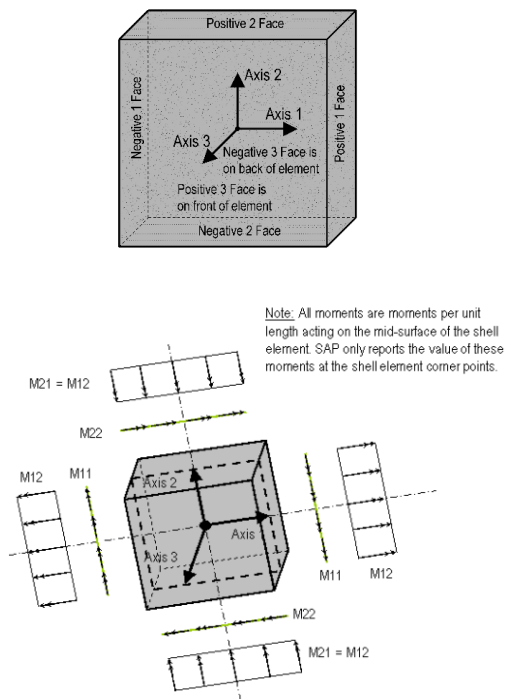 Positive 2 Face
Negative 1 Face
Axis 2
Axis 1
Positive 1 Face
Axis 3
Negative 3 Face is
on back of element
Positive 3 Face is
on front of element
Negative 2 Face
Note: All moments are moments per unit
length acting on the mid-surface of the shell
element. SAP only reports the value of these
moments at the shell element corner points.
M21 = M12
M22
M12
M11
Axis 2
Axis
Axis 3
M11
M12
M22
M21 = M12